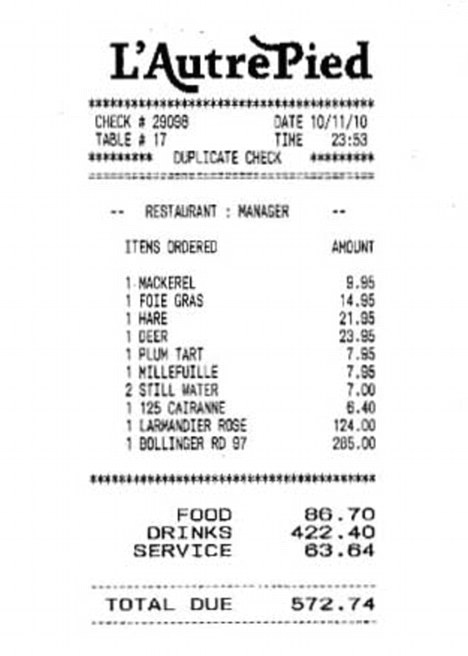 L'AutrePied
****************************************
CHECK # 29098 DATE 10/11/10
TABLE # 17 TIME 23:53
********* DUPLICATE CHECK *********
========================================
-- RESTAURANT : MANAGER --
ITEMS ORDERED AMOUNT
1 MACKEREL 9.95
1 FOIE GRAS 14.95
1 HARE 21.95
1 DEER 23.95
1 PLUM TART 7.95
1 MILLEFUILLE 7.95
2 STILL WATER 7.00
1 125 CAIRANNE 6.40
1 LARMANDIER ROSE 124.00
1 BOLLINGER RD 97 285.00
****************************************
FOOD 86.70
DRINKS 422.40
SERVICE 63.64
----------------------------------------
TOTAL DUE 572.74
----------------------------------------